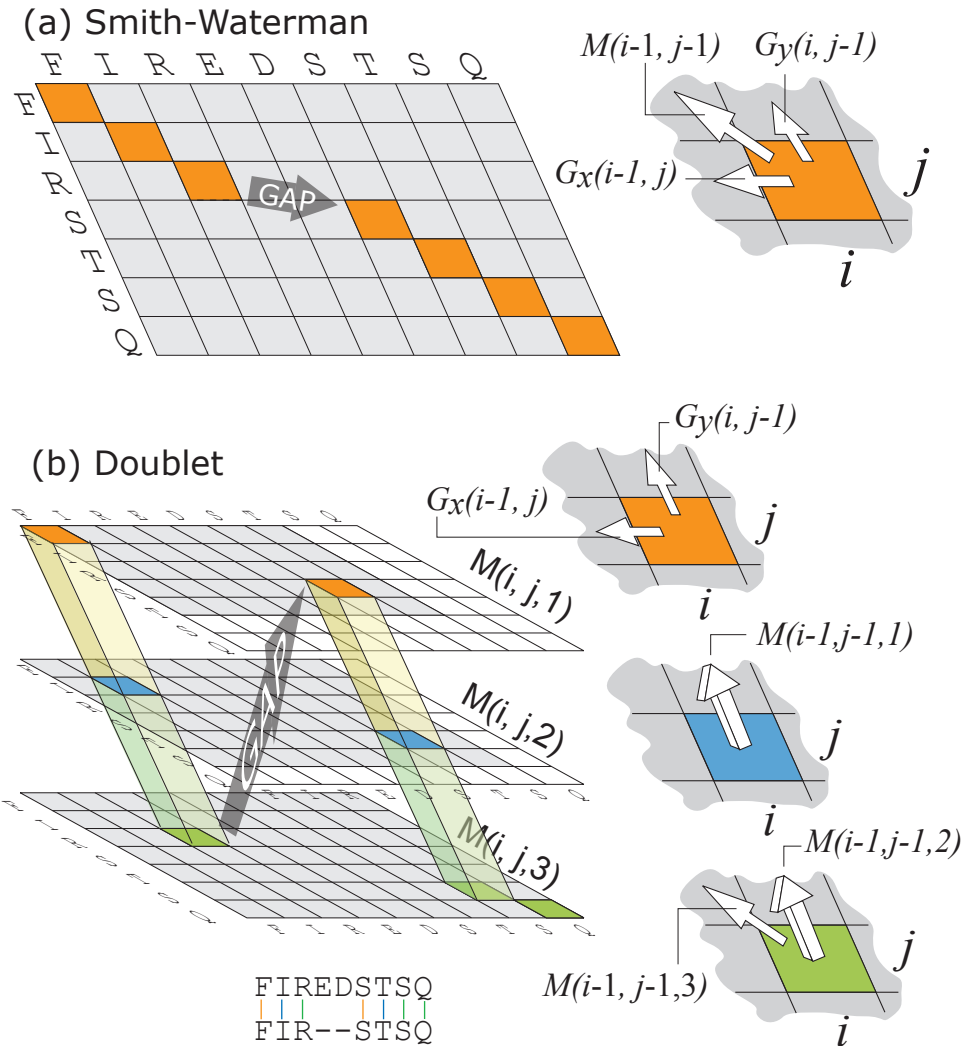 (a) Smith-Waterman
F I R E D S T S Q
F
I
R
S
T
S
Q
GAP
M(i-1, j-1)
Gy(i, j-1)
Gx(i-1, j)
j
i
(b) Doublet
F I R E D S T S Q
M(i, j,1)
M(i, j,2)
M(i, j,3)
GAP
F I R E D S T S Q
Gy(i, j-1)
Gx(i-1, j)
j
i
M(i-1,j-1,1)
j
i
M(i-1,j-1,2)
M(i-1, j-1,3)
j
i
FIREDSTSQ
FIR--STSQ